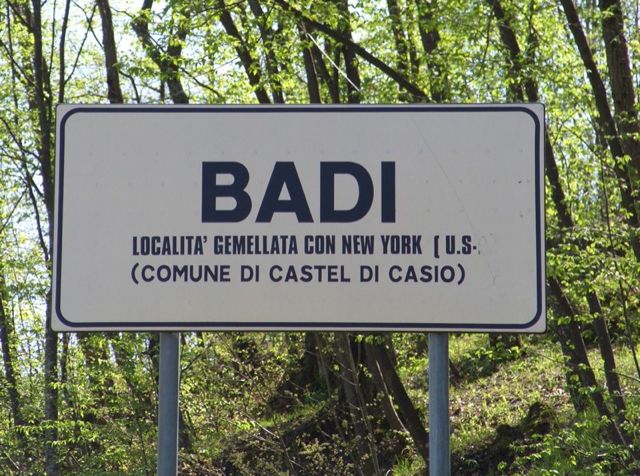 BADI
LOCALITA' GEMELLATA CON NEW YORK ( U.S.
(COMUNE DI CASTEL DI CASIO)